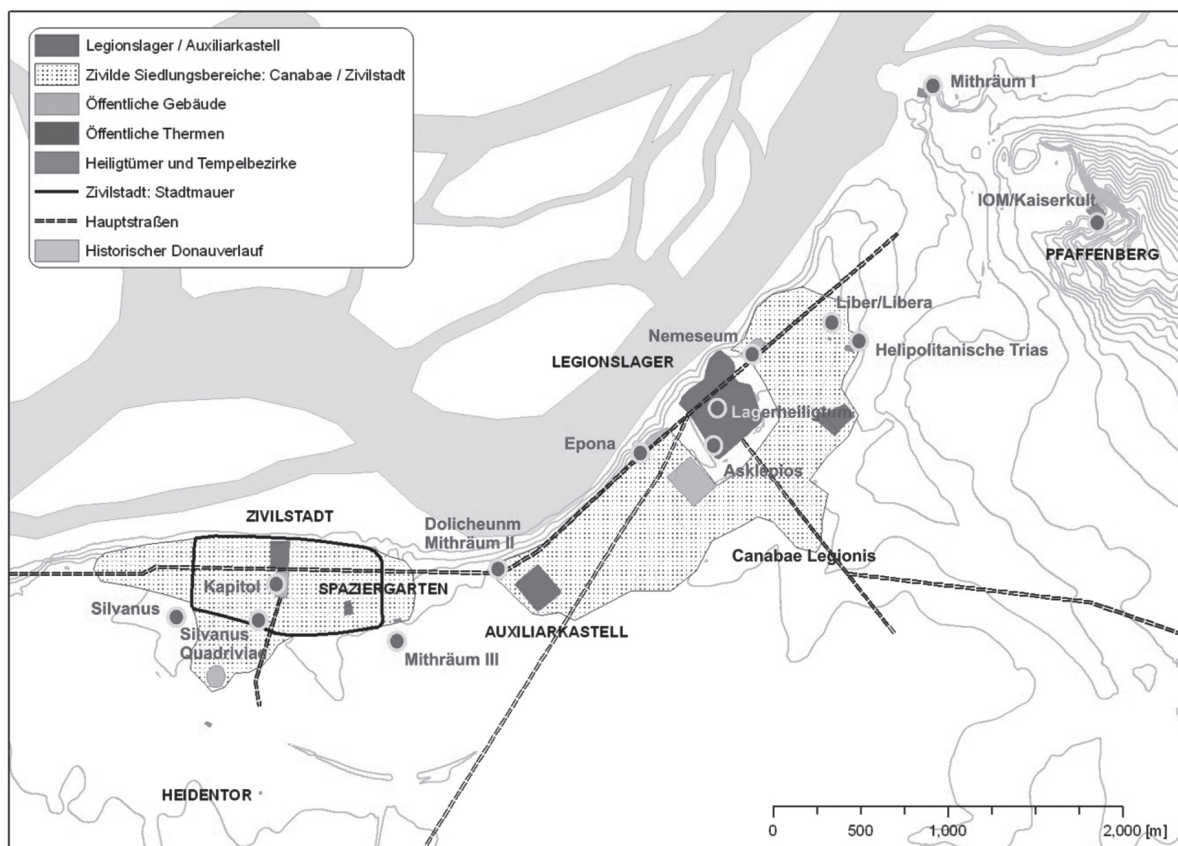 Legionslager / Auxiliarkastell
Zivilde Siedlungsbereiche: Canabae / Zivilstadt
Öffentliche Gebäude
Öffentliche Thermen
Heiligtümer und Tempelbezirke
Zivilstadt: Stadtmauer
Hauptstraßen
Historischer Donauverlauf
Mithräum I
IOM/Kaiserkult
PFAFFENBERG
Liber/Libera
Nemeseum
Helipolitanische Trias
LEGIONSLAGER
Lagerheiligtum
Epona
Asklepios
ZIVILSTADT
Dolicheunm
Mithräum II
Canabae Legionis
Kapitol
SPAZIERGARTEN
Silvanus
AUXILIARKASTELL
Silvanus
Quadriviae
Mithräum III
HEIDENTOR
0 500 1,000 2,000 [m]